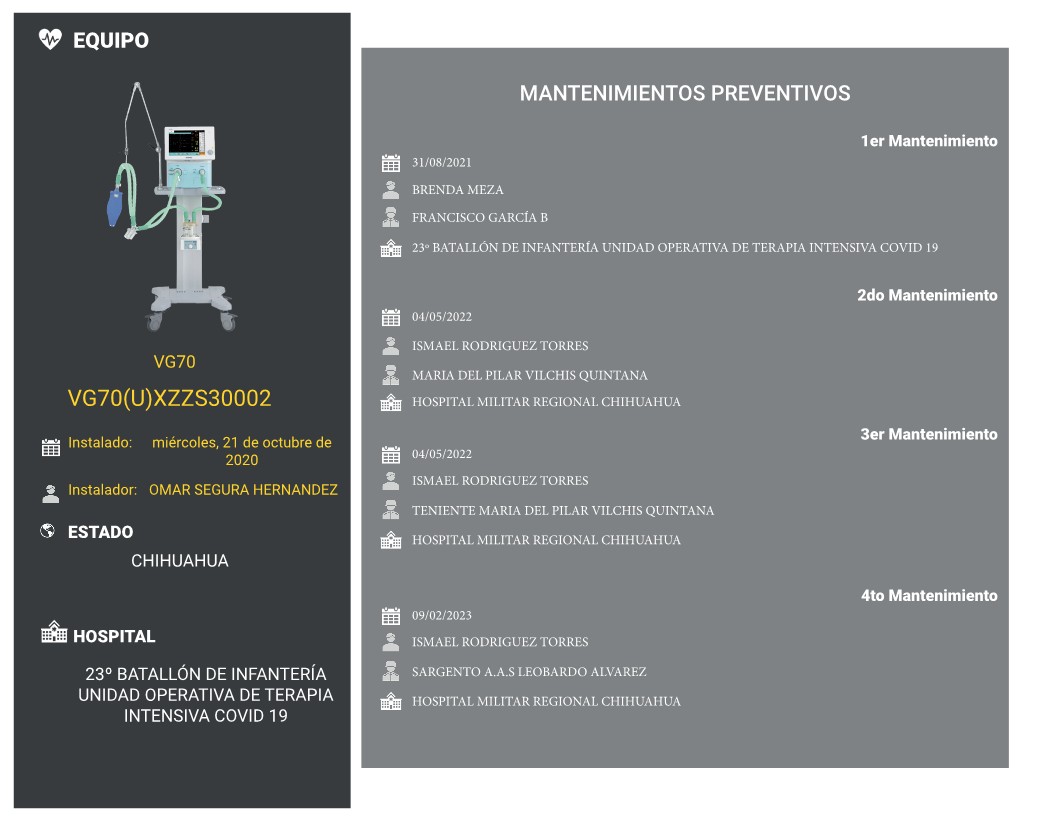 EQUIPO
VG70
VG70(U)XZZS30002
Instalado: miércoles, 21 de octubre de
2020
Instalador: OMAR SEGURA HERNANDEZ
ESTADO
CHIHUAHUA
HOSPITAL
23º BATALLÓN DE INFANTERÍA
UNIDAD OPERATIVA DE TERAPIA
INTENSIVA COVID 19
MANTENIMIENTOS PREVENTIVOS
1er Mantenimiento
31/08/2021
BRENDA MEZA
FRANCISCO GARCÍA B
23º BATALLÓN DE INFANTERÍA UNIDAD OPERATIVA DE TERAPIA INTENSIVA COVID 19
2do Mantenimiento
04/05/2022
ISMAEL RODRIGUEZ TORRES
MARIA DEL PILAR VILCHIS QUINTANA
HOSPITAL MILITAR REGIONAL CHIHUAHUA
3er Mantenimiento
04/05/2022
ISMAEL RODRIGUEZ TORRES
TENIENTE MARIA DEL PILAR VILCHIS QUINTANA
HOSPITAL MILITAR REGIONAL CHIHUAHUA
4to Mantenimiento
09/02/2023
ISMAEL RODRIGUEZ TORRES
SARGENTO A.A.S LEOBARDO ALVAREZ
HOSPITAL MILITAR REGIONAL CHIHUAHUA